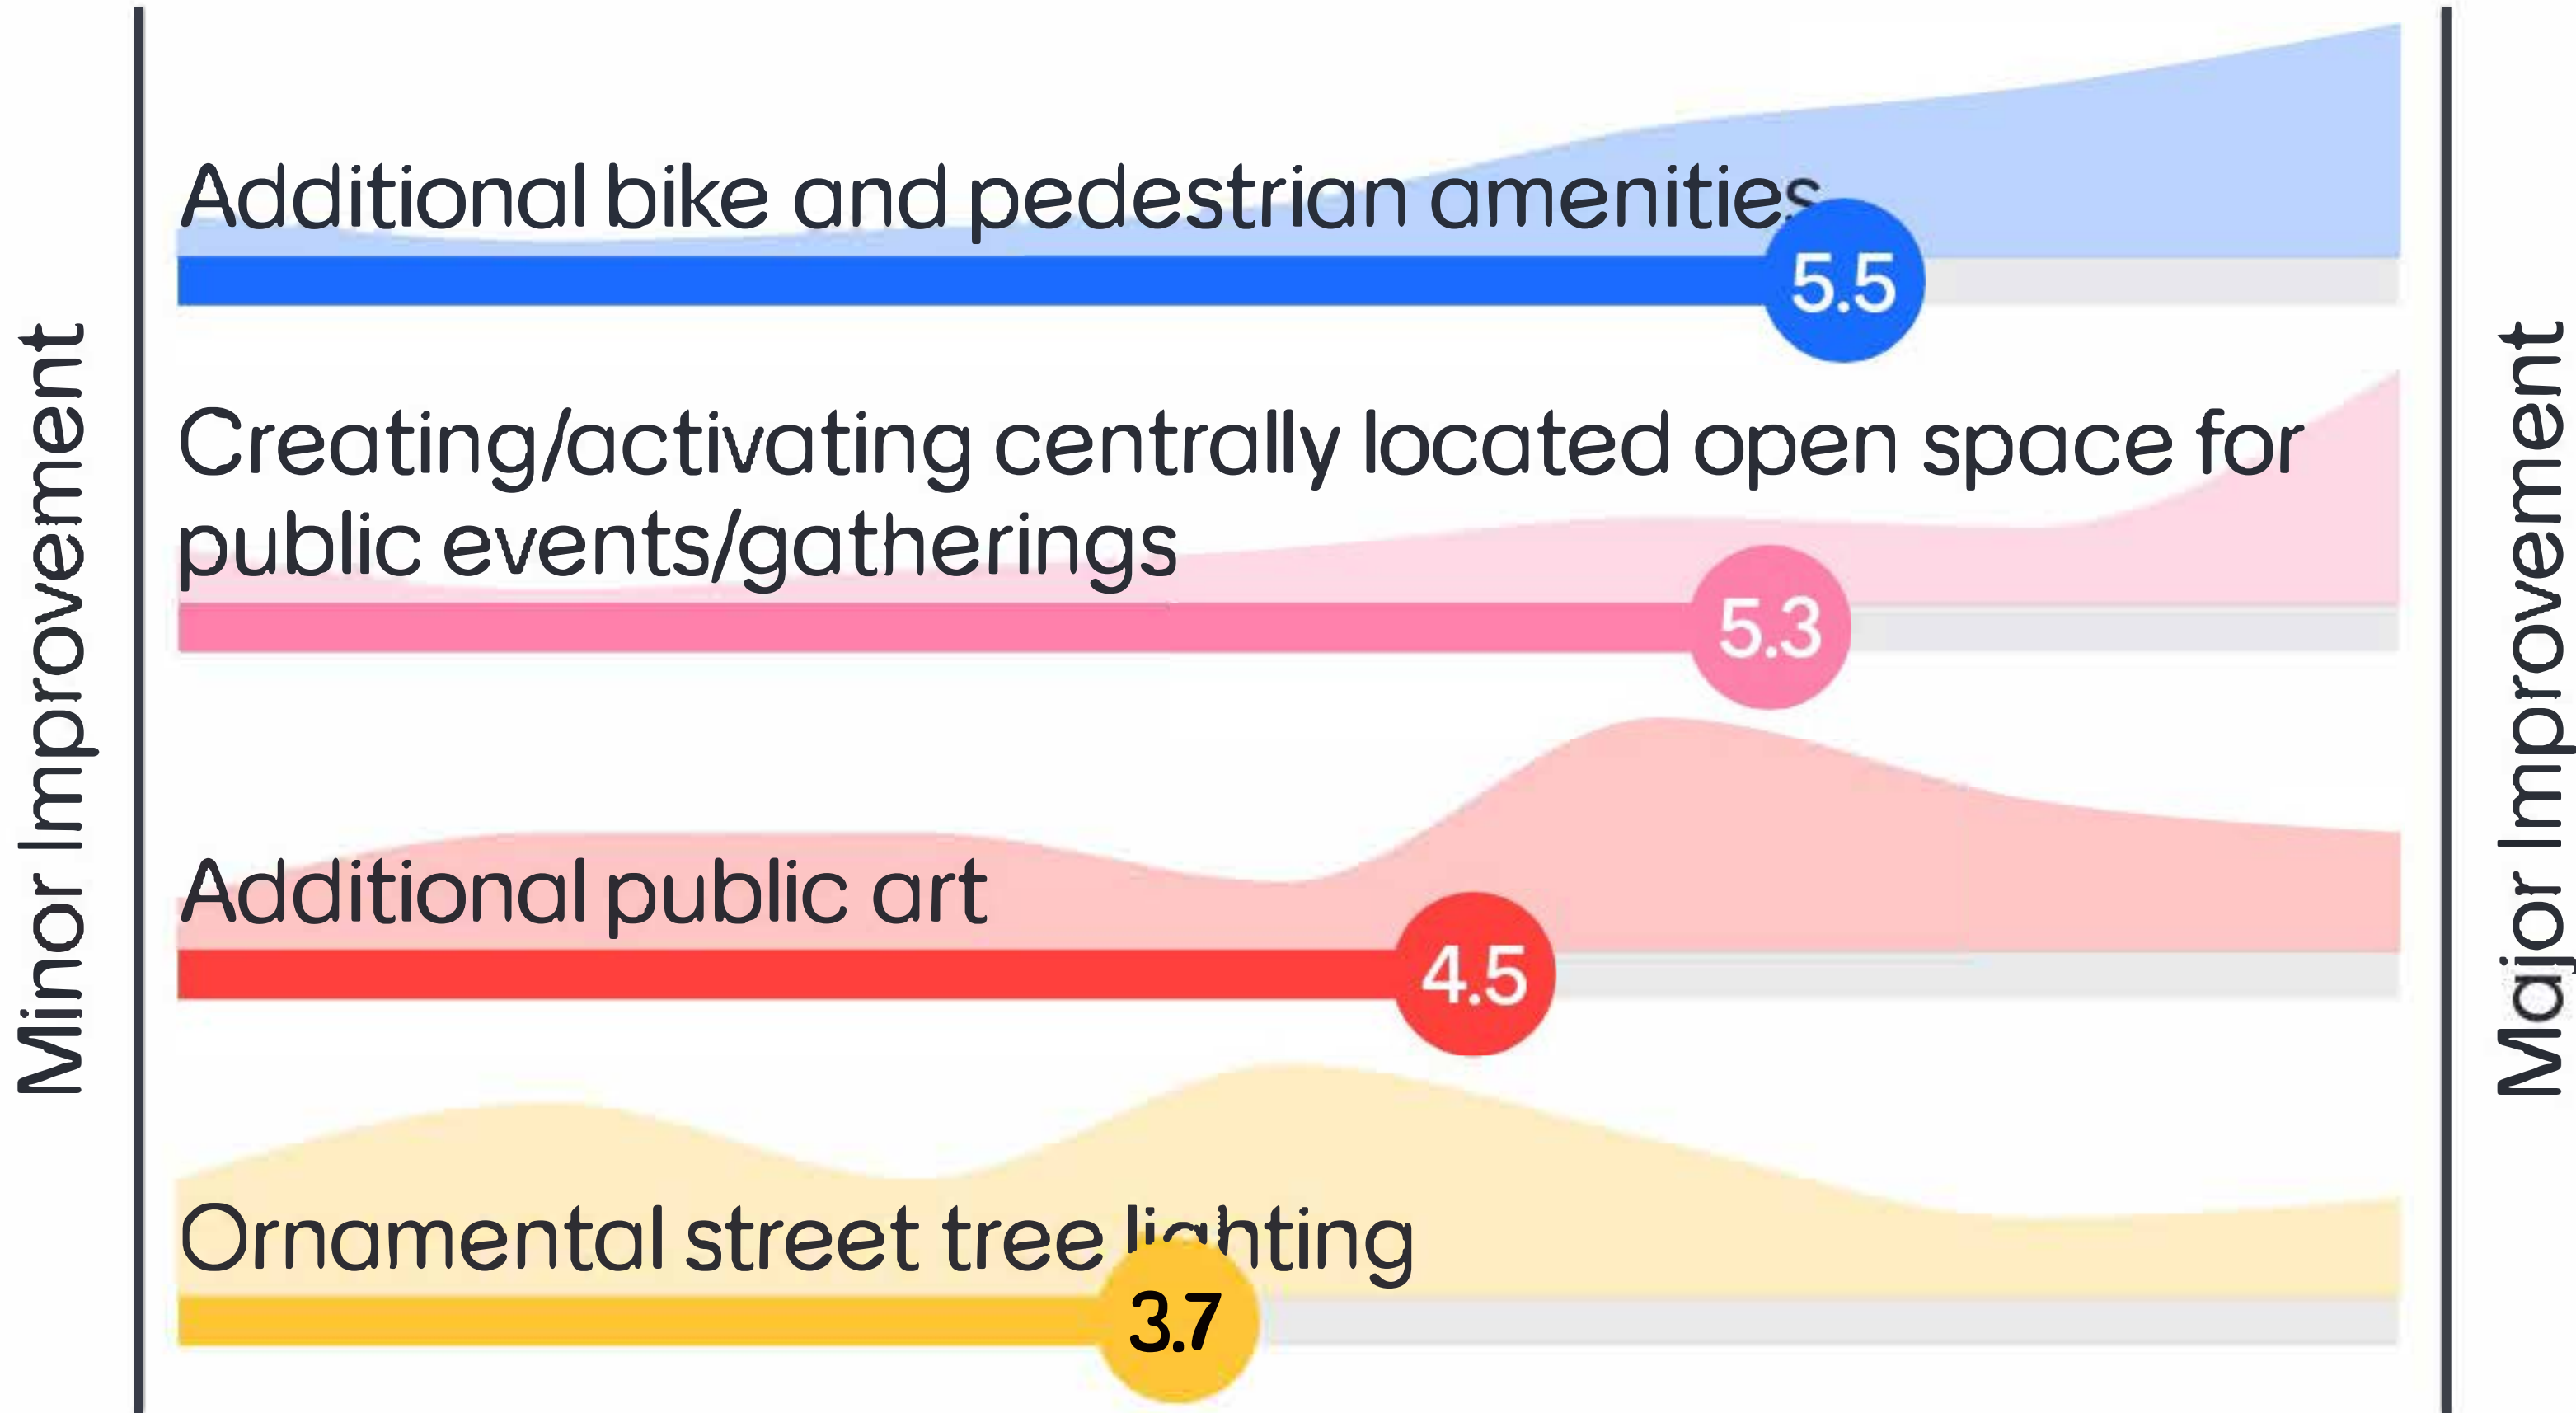 Minor Improvement
Additional bike and pedestrian amenities
5.5
Creating/activating centrally located open space for
public events/gatherings
5.3
Additional public art
4.5
Ornamental street tree lighting
3.7
Major Improvement